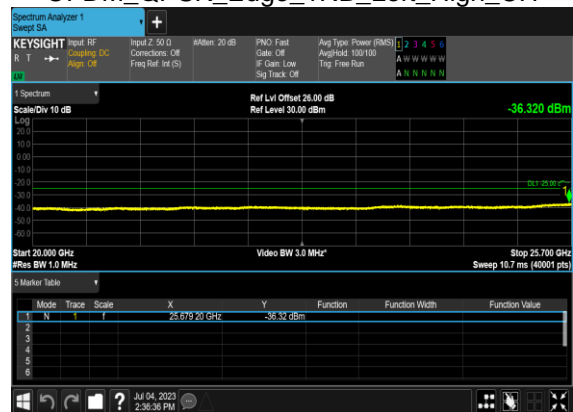 Spectrum Analyzer 1
Swept SA
KEYSIGHT Input: RF Input Z: 50 Ω #Atten: 20 dB PNO: Fast Avg Type: Power (RMS) 1 2 3 4 5 6
R T Coupling: DC Corrections: Off Gate: Off Avg|Hold: 100/100 A W W W W W
Align: Off Freq Ref: Int (S) IF Gain: Low Trig: Free Run
LU Sig Track: Off A N N N N N
1 Spectrum Ref Lvl Offset 26.00 dB
Scale/Div 10 dB Ref Level 30.00 dBm -36.320 dBm
Log
20.0
10.0
0.00
-10.0
-20.0 DL1 -25.00
-30.0 1
-40.0
-50.0
-60.0
Start 20.000 GHz Video BW 3.0 MHz* Stop 25.700 GHz
#Res BW 1.0 MHz Sweep 10.7 ms (40001 pts)
5 Marker Table
Mode Trace Scale X Y Function Function Width Function Value
1 N 1 f 25.679 20 GHz -36.32 dBm
2
3
4
5
6
? Jul 04, 2023
2:36:36 PM